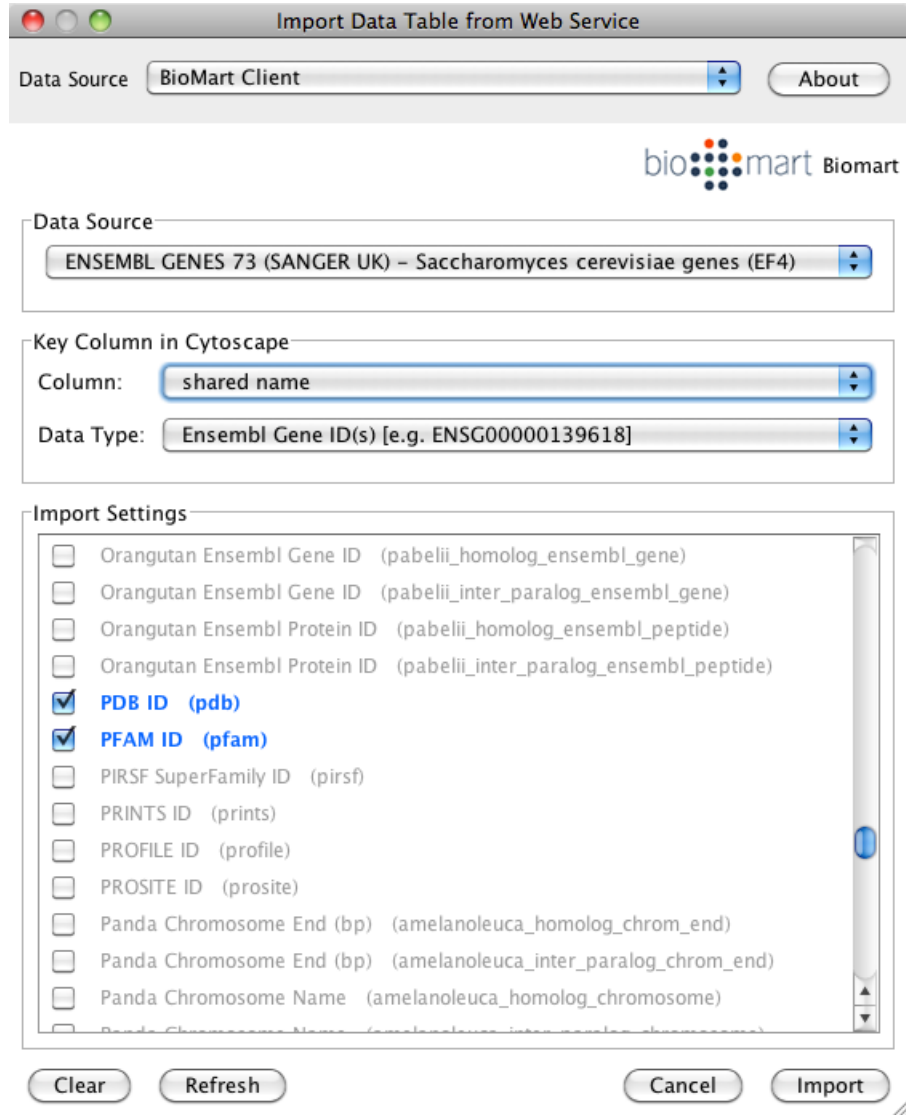 Import Data Table from Web Service
Data Source BioMart Client About
bio mart Biomart
Data Source
ENSEMBL GENES 73 (SANGER UK) – Saccharomyces cerevisiae genes (EF4)
Key Column in Cytoscape
Column: shared name
Data Type: Ensembl Gene ID(s) [e.g. ENSG00000139618]
Import Settings
Orangutan Ensembl Gene ID (pabelii_homolog_ensembl_gene)
Orangutan Ensembl Gene ID (pabelii_inter_paralog_ensembl_gene)
Orangutan Ensembl Protein ID (pabelii_homolog_ensembl_peptide)
Orangutan Ensembl Protein ID (pabelii_inter_paralog_ensembl_peptide)
PDB ID (pdb)
PFAM ID (pfam)
PIRSF SuperFamily ID (pirsf)
PRINTS ID (prints)
PROFILE ID (profile)
PROSITE ID (prosite)
Panda Chromosome End (bp) (amelanoleuca_homolog_chrom_end)
Panda Chromosome End (bp) (amelanoleuca_inter_paralog_chrom_end)
Panda Chromosome Name (amelanoleuca_homolog_chromosome)
Panda Chromosome Name (amelanoleuca_inter_paralog_chromosome)
Clear Refresh Cancel Import